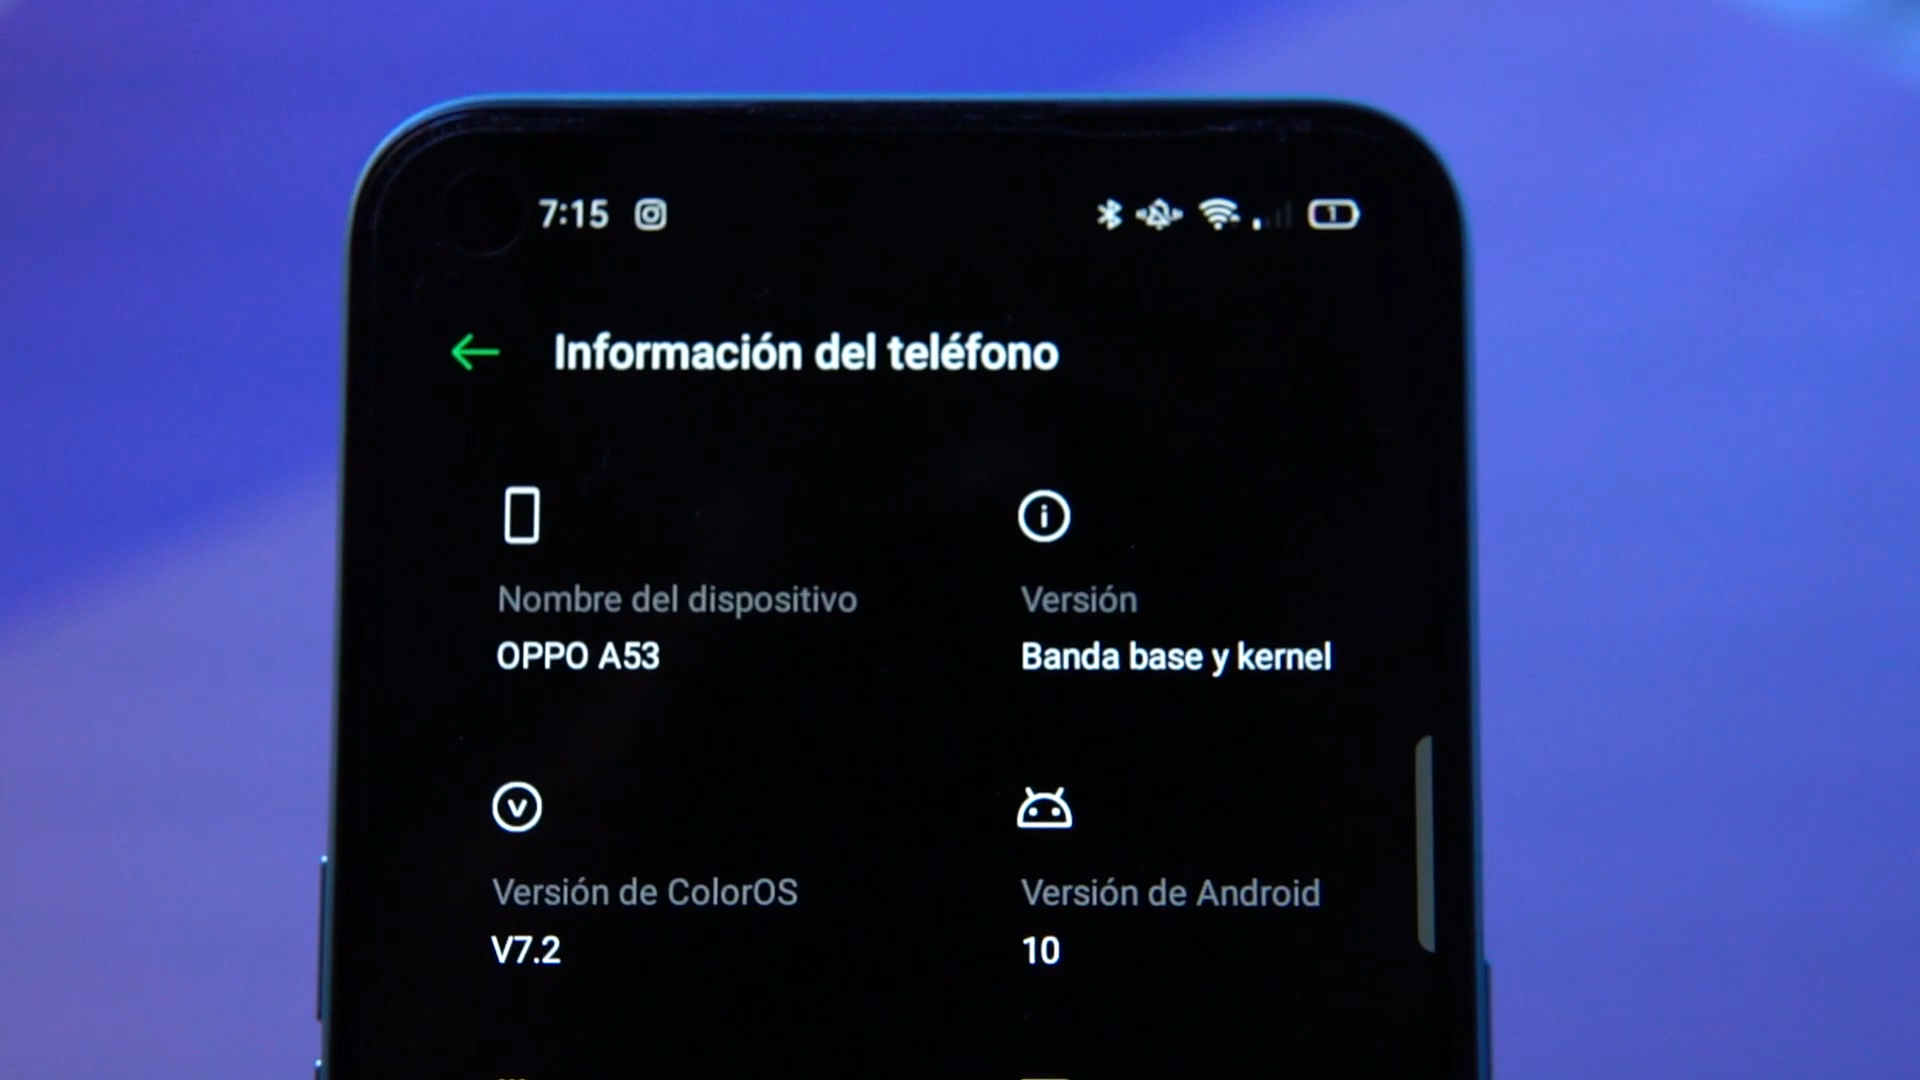 7:15 1
Información del teléfono
Nombre del dispositivo
OPPO A53
Versión
Banda base y kernel
Versión de ColorOS
V7.2
Versión de Android
10